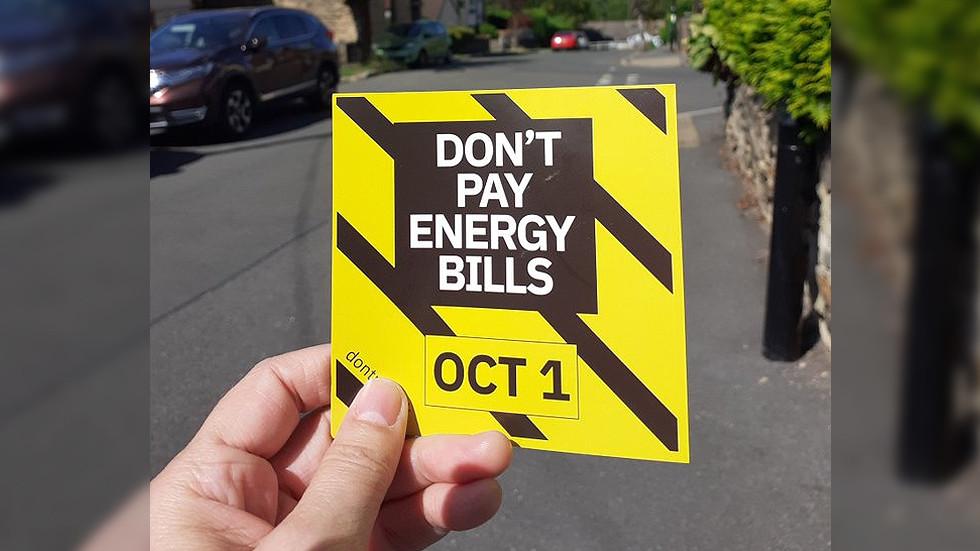 DON'T
PAY
ENERGY
BILLS
OCT 1